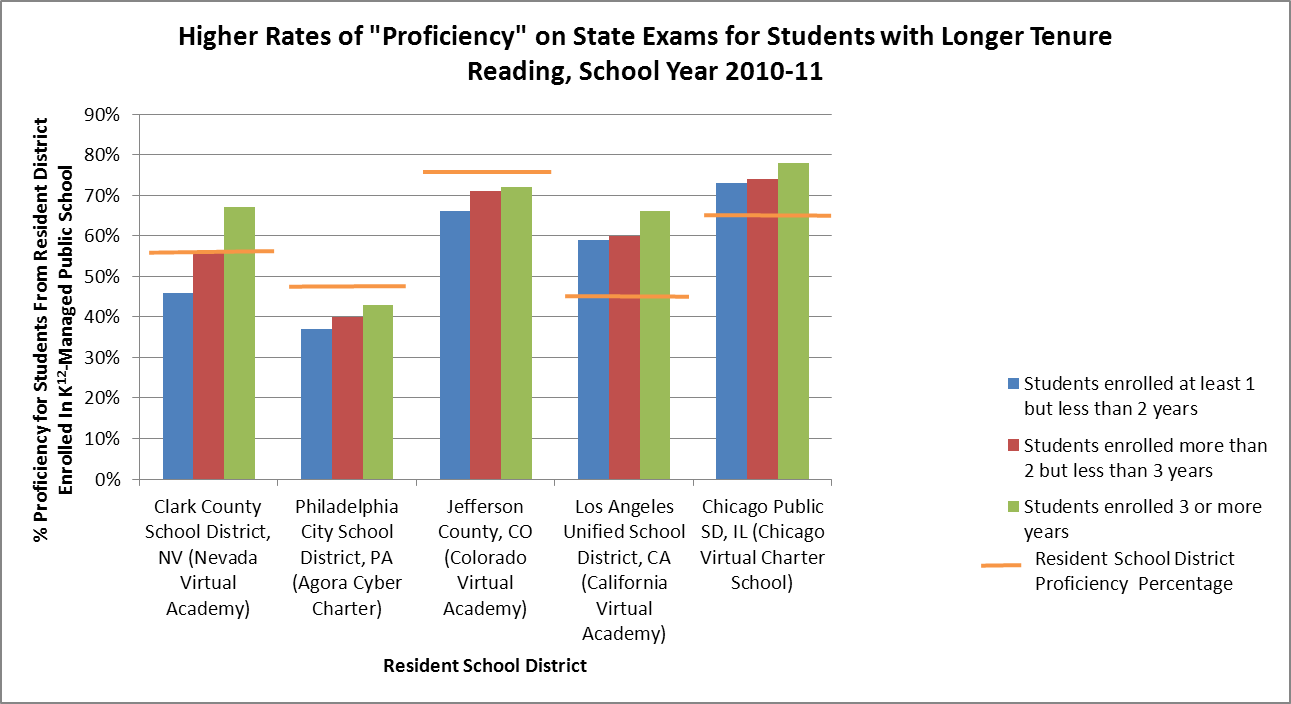 Higher Rates of "Proficiency" on State Exams for Students with Longer Tenure
Reading, School Year 2010-11
% Proficiency for Students From Resident District
Enrolled In K¹²-Managed Public School
90%
80%
70%
60%
50%
40%
30%
20%
10%
0%
Clark County
School District,
NV (Nevada
Virtual
Academy)
Philadelphia
City School
District, PA
(Agora Cyber
Charter)
Jefferson
County, CO
(Colorado
Virtual
Academy)
Los Angeles
Unified School
District, CA
(California
Virtual
Academy)
Chicago Public
SD, IL (Chicago
Virtual Charter
School)
Resident School District
Students enrolled at least 1
but less than 2 years
Students enrolled more than
2 but less than 3 years
Students enrolled 3 or more
years
Resident School District
Proficiency Percentage